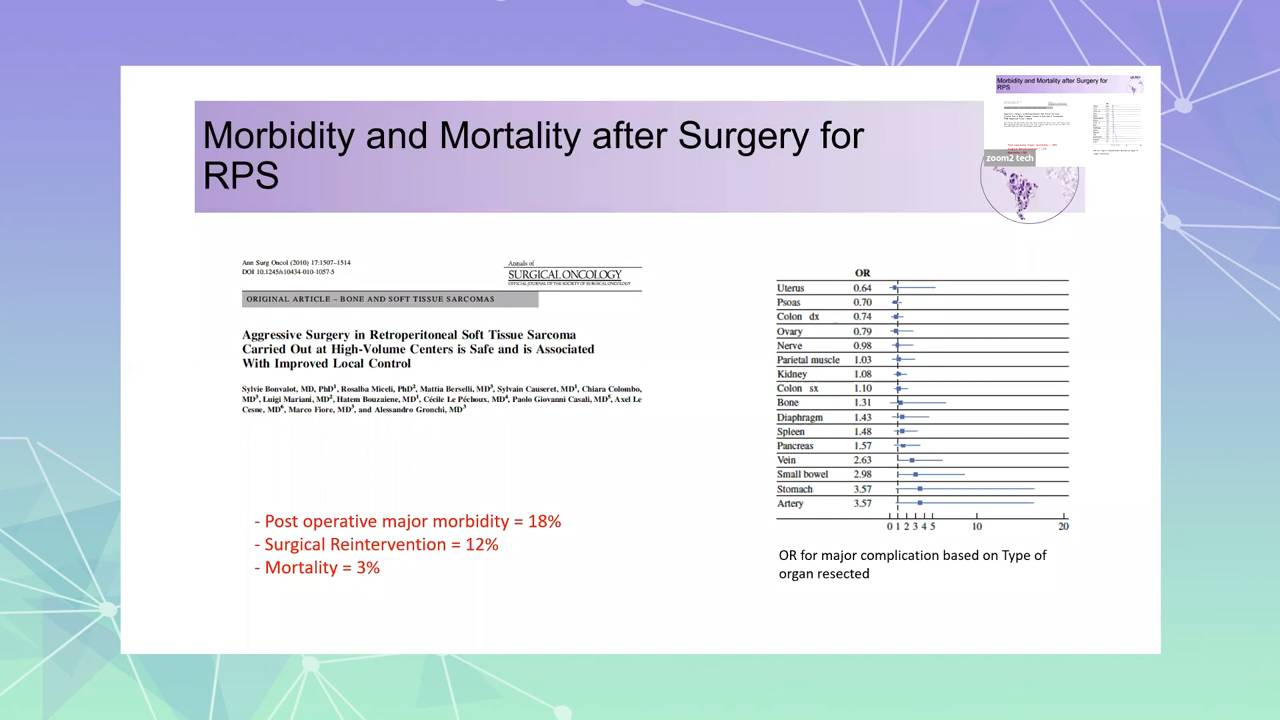 Morbidity and Mortality after Surgery for
RPS
Morbidity and Mortality after Surgery for
RPS
zoom2 tech
Ann Surg Oncol (2010) 17:1507–1514
DOI 10.1245/s10434-010-1057-5
Annals of
SURGICAL ONCOLOGY
OFFICIAL JOURNAL OF THE SOCIETY OF SURGICAL ONCOLOGY
ORIGINAL ARTICLE – BONE AND SOFT TISSUE SARCOMAS
Aggressive Surgery in Retroperitoneal Soft Tissue Sarcoma
Carried Out at High-Volume Centers is Safe and is Associated
With Improved Local Control
Sylvie Bonvalot, MD, PhD1, Rosalba Miceli, PhD2, Mattia Berselli, MD3, Sylvain Causeret, MD1, Chiara Colombo,
MD3, Luigi Mariani, MD2, Hatem Bouzaiene, MD1, Cécile Le Péchoux, MD4, Paolo Giovanni Casali, MD5, Axel Le
Cesne, MD6, Marco Fiore, MD3, and Alessandro Gronchi, MD3
- Post operative major morbidity = 18%
- Surgical Reintervention = 12%
- Mortality = 3%
OR
Uterus 0.64
Psoas 0.70
Colon dx 0.74
Ovary 0.79
Nerve 0.98
Parietal muscle 1.03
Kidney 1.08
Colon sx 1.10
Bone 1.31
Diaphragm 1.43
Spleen 1.48
Pancreas 1.57
Vein 2.63
Small bowel 2.98
Stomach 3.57
Artery 3.57
0 1 2 3 4 5 10 20
OR for major complication based on Type of
organ resected